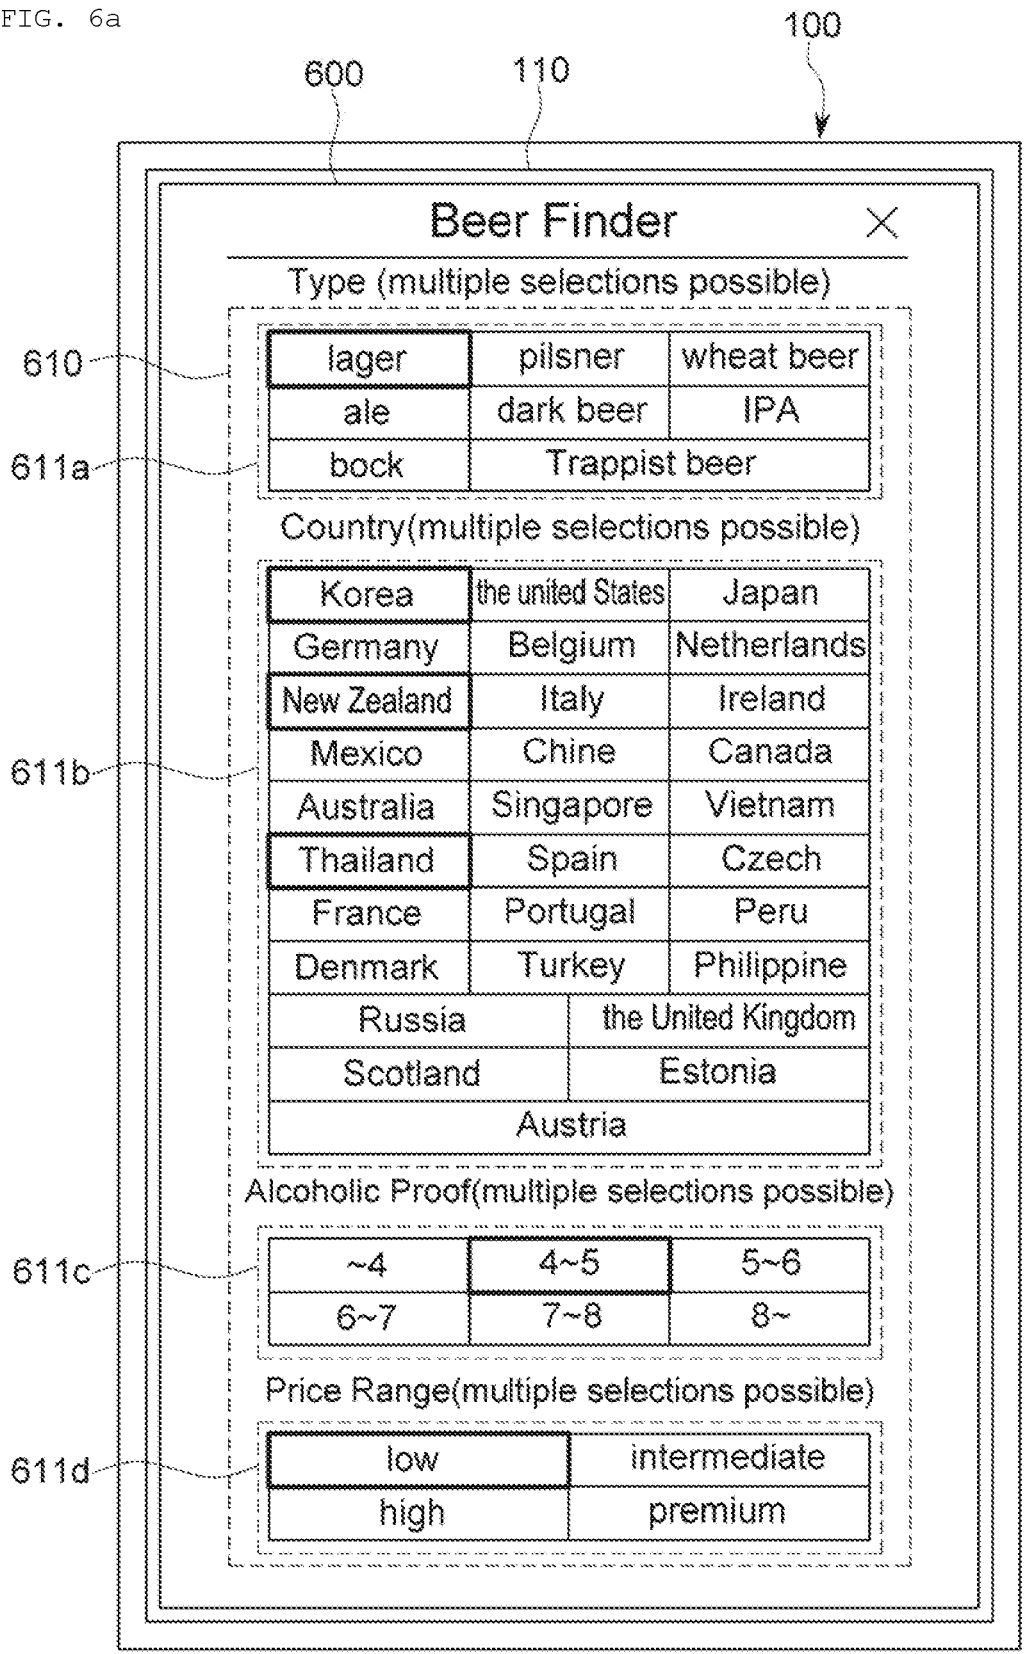 FIG. 6a
100
600
110
Beer Finder
Type (multiple selections possible)
610
lager pilsner wheat beer
ale dark beer IPA
611a
bock Trappist beer
Country(multiple selections possible)
Korea the united States Japan
Germany Belgium Netherlands
New Zealand Italy Ireland
611b
Mexico Chine Canada
Australia Singapore Vietnam
Thailand Spain Czech
France Portugal Peru
Denmark Turkey Philippine
Russia the United Kingdom
Scotland Estonia
Austria
Alcoholic Proof(multiple selections possible)
611c
~4 4~5 5~6
6~7 7~8 8~
Price Range(multiple selections possible)
611d
low intermediate
high premium